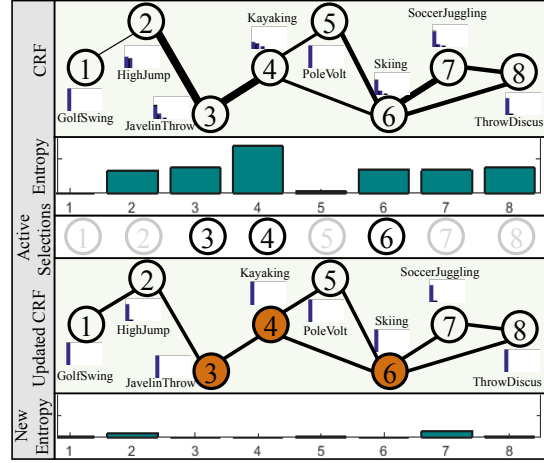 CRF
1
GolfSwing
2
HighJump
JavelinThrow
3
Kayaking
4
5
PoleVolt
Skiing
6
SoccerJuggling
7
8
ThrowDiscus
Entropy
1 2 3 4 5 6 7 8
Active
Selections
1 2 3 4 5 6 7 8
Updated CRF
1
GolfSwing
2
HighJump
JavelinThrow
3
Kayaking
4
5
PoleVolt
Skiing
6
SoccerJuggling
7
8
ThrowDiscus
New
Entropy
1 2 3 4 5 6 7 8